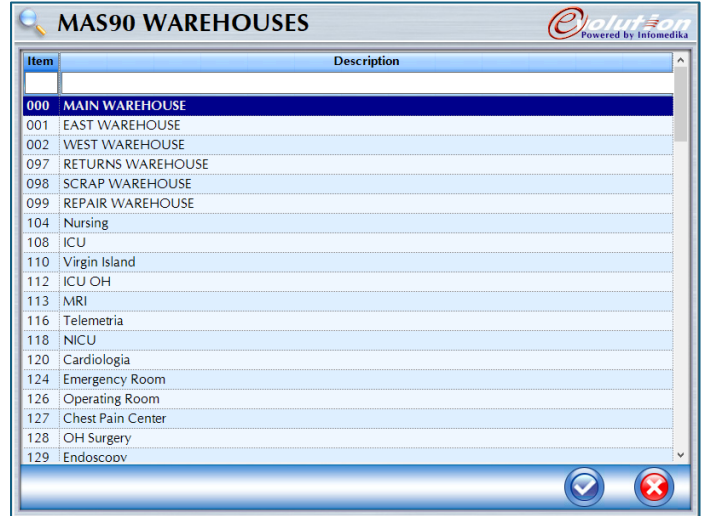 MAS90 WAREHOUSES
evolution
Powered by Infomedika
Item Description
000 MAIN WAREHOUSE
001 EAST WAREHOUSE
002 WEST WAREHOUSE
097 RETURNS WAREHOUSE
098 SCRAP WAREHOUSE
099 REPAIR WAREHOUSE
104 Nursing
108 ICU
110 Virgin Island
112 ICU OH
113 MRI
116 Telemetria
118 NICU
120 Cardiologia
124 Emergency Room
126 Operating Room
127 Chest Pain Center
128 OH Surgery
129 Endoscopy